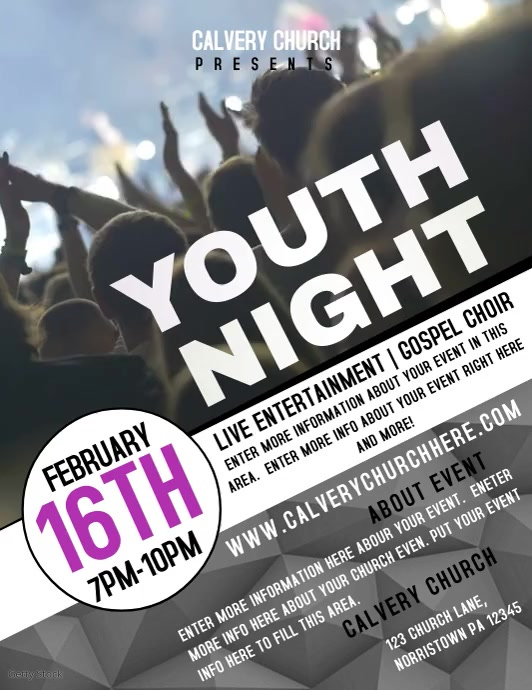 CALVERY CHURCH
PRESENTS
YOUTH
NIGHT
LIVE ENTERTAINMENT | GOSPEL CHOIR
ENTER MORE INFORMATION ABOUT YOUR EVENT IN THIS
AREA. ENTER MORE INFO ABOUT YOUR EVENT RIGHT HERE
AND MORE!
FEBRUARY
16TH
7PM-10PM
WWW.CALVERYCHURCHHERE.COM
ABOUT EVENT
ENTER MORE INFORMATION HERE ABOUR YOUR EVENT. ENETER
MORE INFO HERE ABOUT YOUR CHURCH EVEN. PUT YOUR EVENT
INFO HERE TO FILL THIS AREA.
CALVERY CHURCH
123 CHURCH LANE,
NORRISTOWN PA 12345
Getty Stock